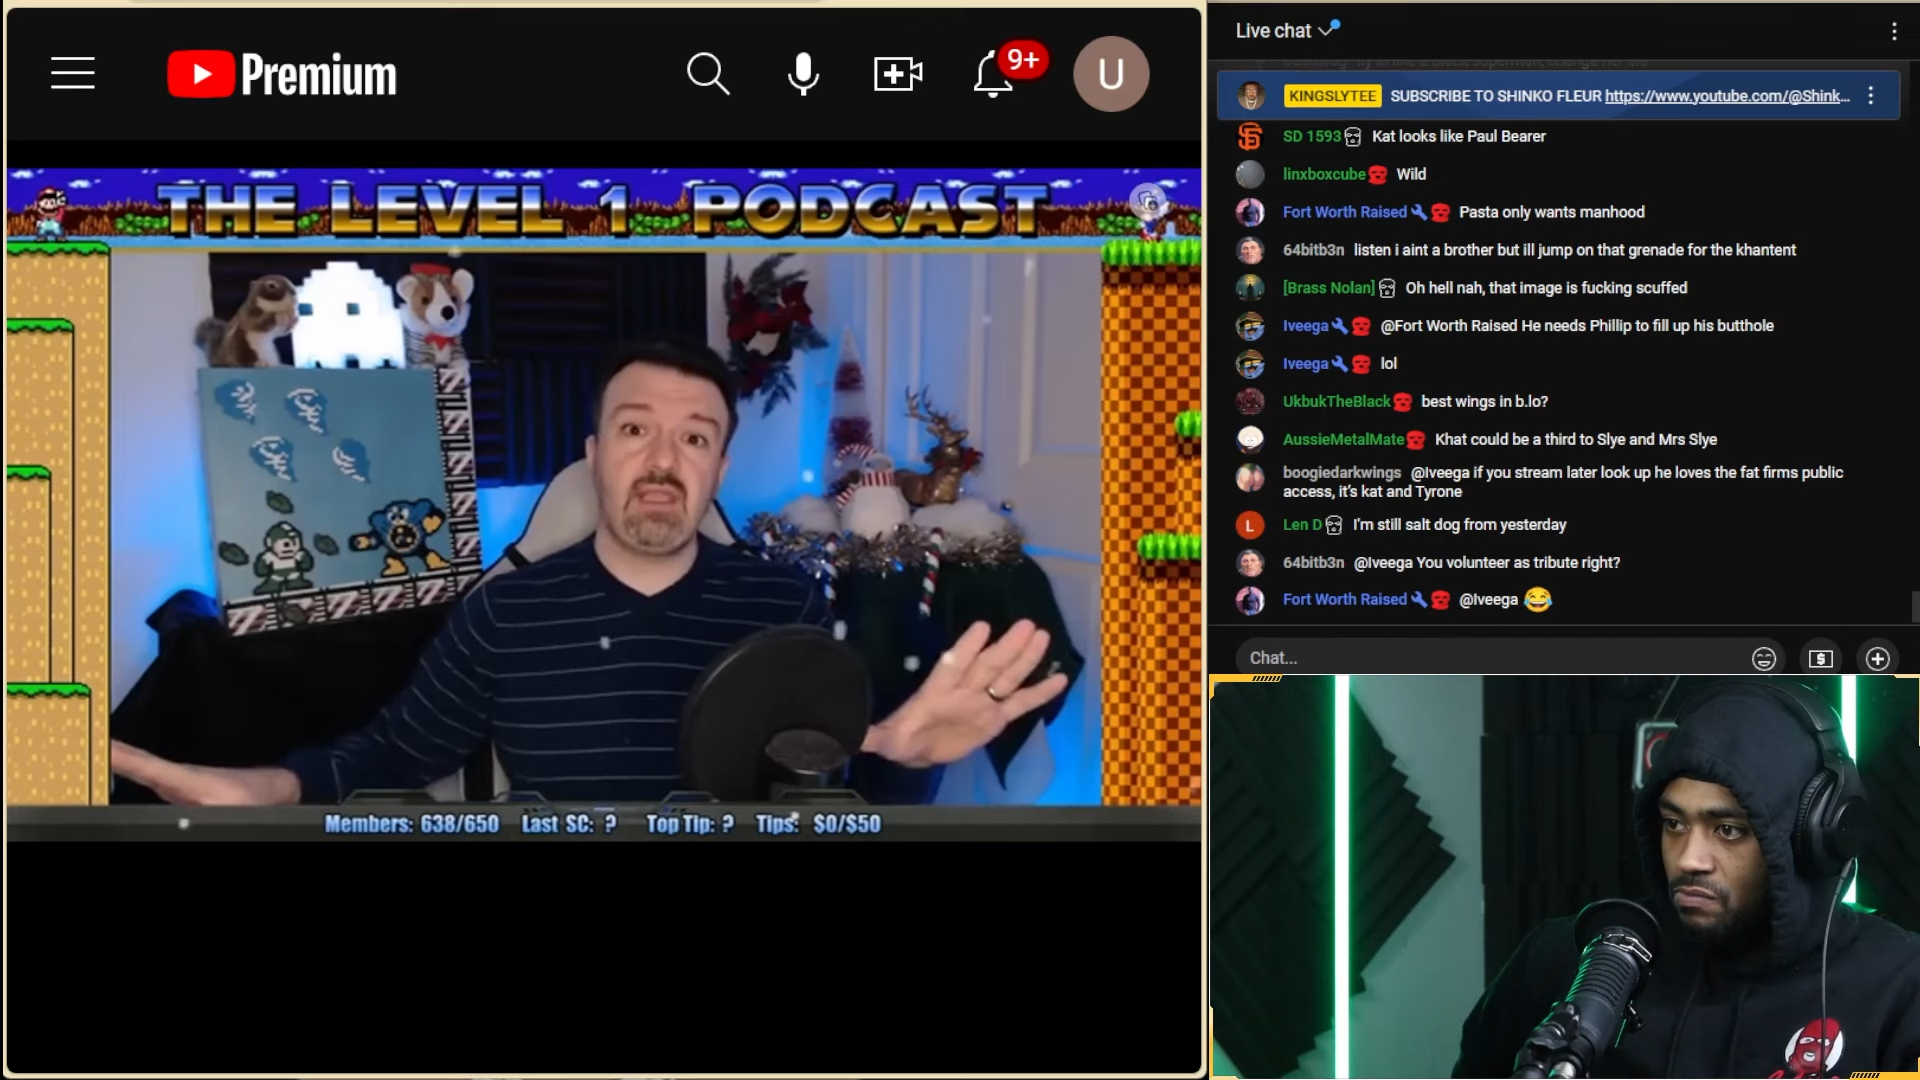 Premium
9+
U
THE LEVEL 1 PODCAST
Members: 638/650 Last SC: ? Top Tip: ? Tips: $0/$50
Live chat
KINGSLYTEE SUBSCRIBE TO SHINKO FLEUR https://www.youtube.com/@Shink...
SD 1593 Kat looks like Paul Bearer
linxboxcube Wild
Fort Worth Raised Pasta only wants manhood
64bitb3n listen i aint a brother but ill jump on that grenade for the khantent
[Brass Nolan] Oh hell nah, that image is fucking scuffed
Iveega @Fort Worth Raised He needs Phillip to fill up his butthole
Iveega lol
UkbukTheBlack best wings in b.lo?
AussieMetalMate Khat could be a third to Slye and Mrs Slye
boogiedarkwings @Iveega if you stream later look up he loves the fat firms public
access, it's kat and Tyrone
L
Len D I'm still salt dog from yesterday
64bitb3n @Iveega You volunteer as tribute right?
Fort Worth Raised @Iveega
Chat...